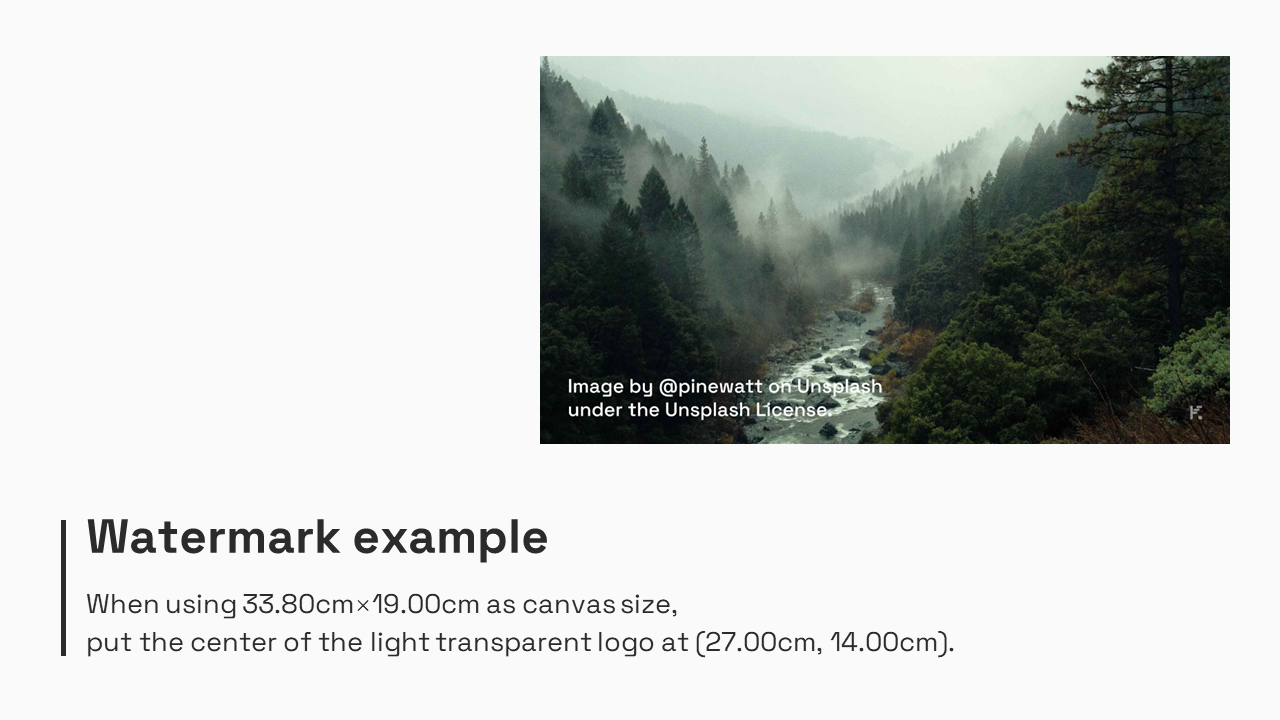 Image by @pinewatt on Unsplash
under the Unsplash License.
Watermark example
When using 33.80cm×19.00cm as canvas size,
put the center of the light transparent logo at (27.00cm, 14.00cm).